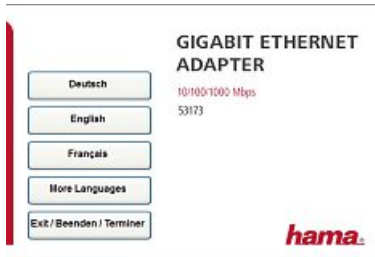 GIGABIT ETHERNET
ADAPTER
10/100/1000 Mbps
53173
Deutsch
English
Français
More Languages
Exit / Beenden / Terminer
hama.